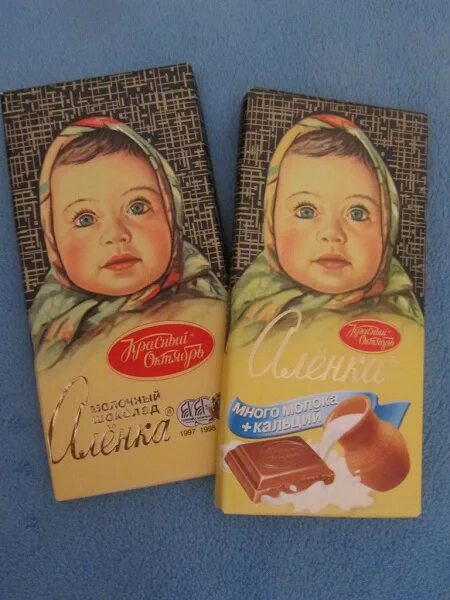 Красный
Октябрь
МОЛОЧНЫЙ
ШОКОЛАД
Алёнка®
1997 1998
Красный
Октябрь
Алёнка
МНОГО МОЛОКА
+ КАЛЬЦИЙ